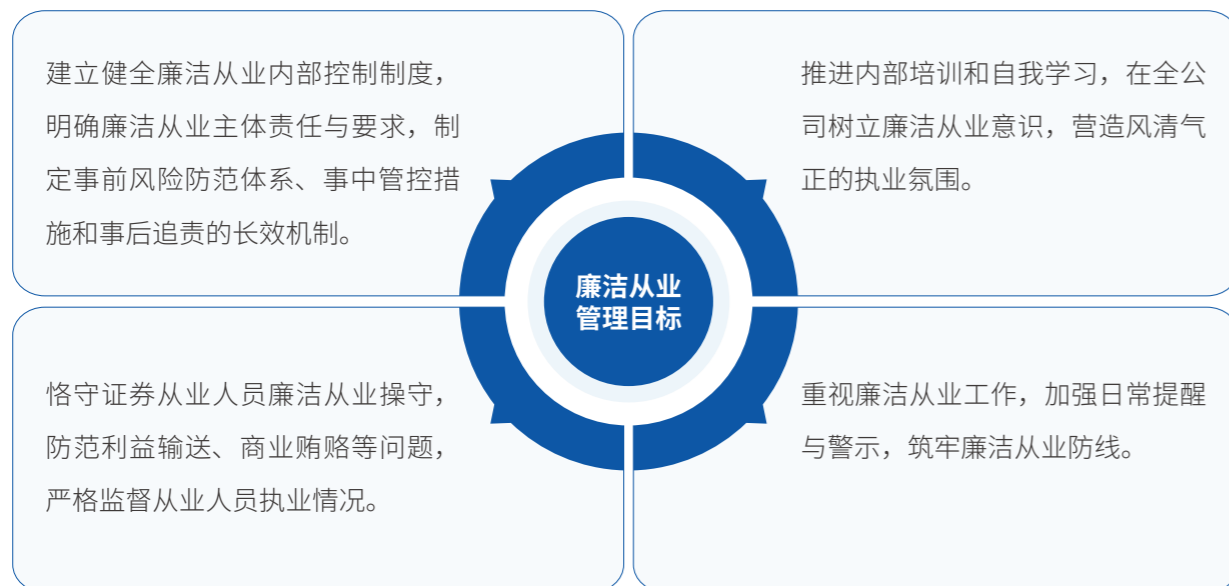 建立健全廉洁从业内部控制制度，
明确廉洁从业主体责任与要求，制
定事前风险防范体系、事中管控措
施和事后追责的长效机制。
推进内部培训和自我学习，在全公
司树立廉洁从业意识，营造风清气
正的执业氛围。
廉洁从业
管理目标
恪守证券从业人员廉洁从业操守，
防范利益输送、商业贿赂等问题，
严格监督从业人员执业情况。
重视廉洁从业工作，加强日常提醒
与警示，筑牢廉洁从业防线。